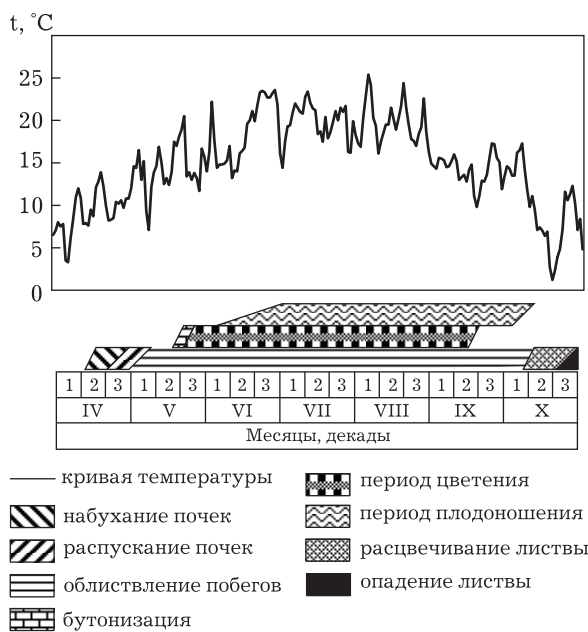 t, °C
25
20
15
10
5
0
1 2 3 1 2 3 1 2 3 1 2 3 1 2 3 1 2 3 1 2 3
IV V VI VII VIII IX X
Месяцы, декады
кривая температуры
набухание почек
распускание почек
облиствление побегов
бутонизация
период цветения
период плодоношения
расцвечивание листвы
опадение листвы